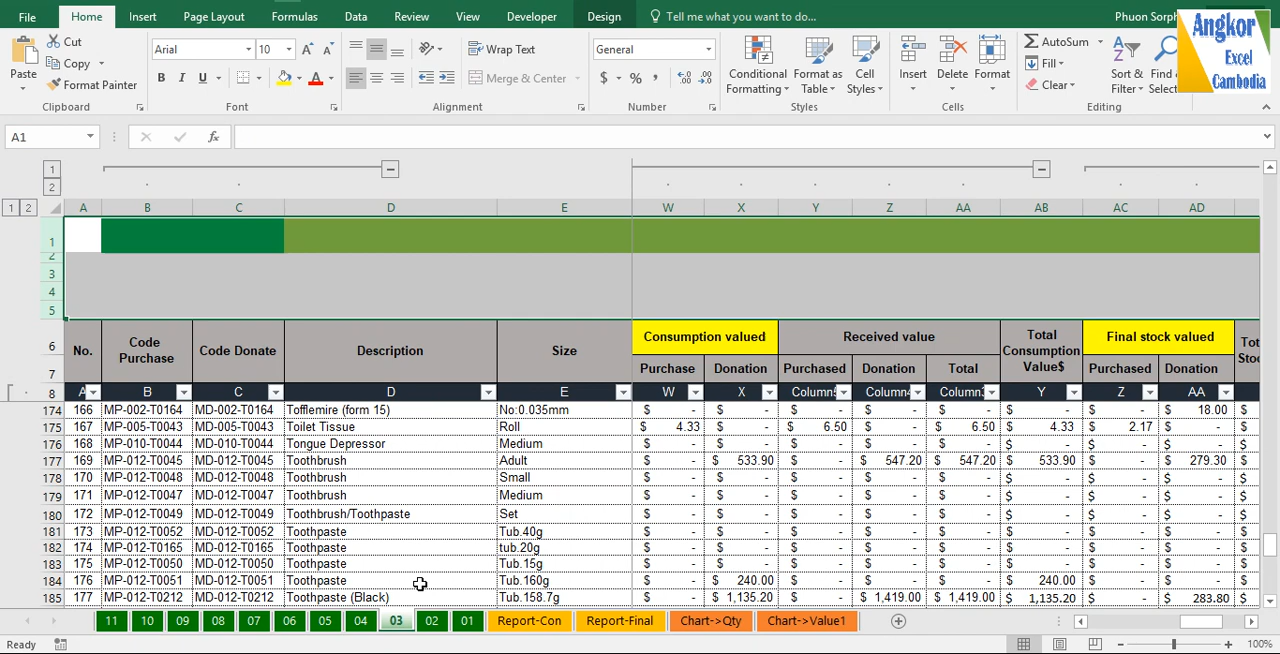 File Home Insert Page Layout Formulas Data Review View Developer Design Tell me what you want to do... Phuon Sorph
Angkor
Excel
Cambodia
Paste Cut Copy Format Painter
Clipboard
Arial 10
B I U
Font
Wrap Text
Merge & Center
Alignment
General
$ % ,
Number
Conditional Formatting Format as Table Cell Styles
Styles
Insert Delete Format
Cells
AutoSum Fill Clear Sort & Filter Find & Select
Editing
A1 fx
1
2
1 2 A B C D E W X Y Z AA AB AC AD
1
2
3
4
5
6 No. Code Purchase Code Donate Description Size Consumption valued Received value Total Consumption Value$ Final stock valued
7 Purchase Donation Purchased Donation Total Purchased Donation
8 A B C D E W X Y Z AA
174 166 MP-002-T0164 MD-002-T0164 Tofflemire (form 15) No:0.035mm $ - $ - $ - $ - $ - $ - $ - $ 18.00 $
175 167 MP-005-T0043 MD-005-T0043 Toilet Tissue Roll $ 4.33 $ - $ 6.50 $ - $ 6.50 $ 4.33 $ 2.17 $ - $
176 168 MP-010-T0044 MD-010-T0044 Tongue Depressor Medium $ - $ - $ - $ - $ - $ - $ - $ - $
177 169 MP-012-T0045 MD-012-T0045 Toothbrush Adult $ - $ 533.90 $ - $ 547.20 $ 547.20 $ 533.90 $ - $ 279.30 $
178 170 MP-012-T0048 MD-012-T0048 Toothbrush Small $ - $ - $ - $ - $ - $ - $ - $ - $
179 171 MP-012-T0047 MD-012-T0047 Toothbrush Medium $ - $ - $ - $ - $ - $ - $ - $ - $
180 172 MP-012-T0049 MD-012-T0049 Toothbrush/Toothpaste Set $ - $ - $ - $ - $ - $ - $ - $ - $
181 173 MP-012-T0052 MD-012-T0052 Toothpaste Tub.40g $ - $ - $ - $ - $ - $ - $ - $ - $
182 174 MP-012-T0165 MD-012-T0165 Toothpaste tub.20g $ - $ - $ - $ - $ - $ - $ - $ - $
183 175 MP-012-T0050 MD-012-T0050 Toothpaste Tub.15g $ - $ - $ - $ - $ - $ - $ - $ - $
184 176 MP-012-T0051 MD-012-T0051 Toothpaste Tub.160g $ - $ 240.00 $ - $ - $ - $ 240.00 $ - $ - $
185 177 MP-012-T0212 MD-012-T0212 Toothpaste (Black) Tub.158.7g $ - $ 1,135.20 $ - $ 1,419.00 $ 1,419.00 $ 1,135.20 $ - $ 283.80 $
11 10 09 08 07 06 05 04 03 02 01 Report-Con Report-Final Chart->Qty Chart->Value1
Ready 100%